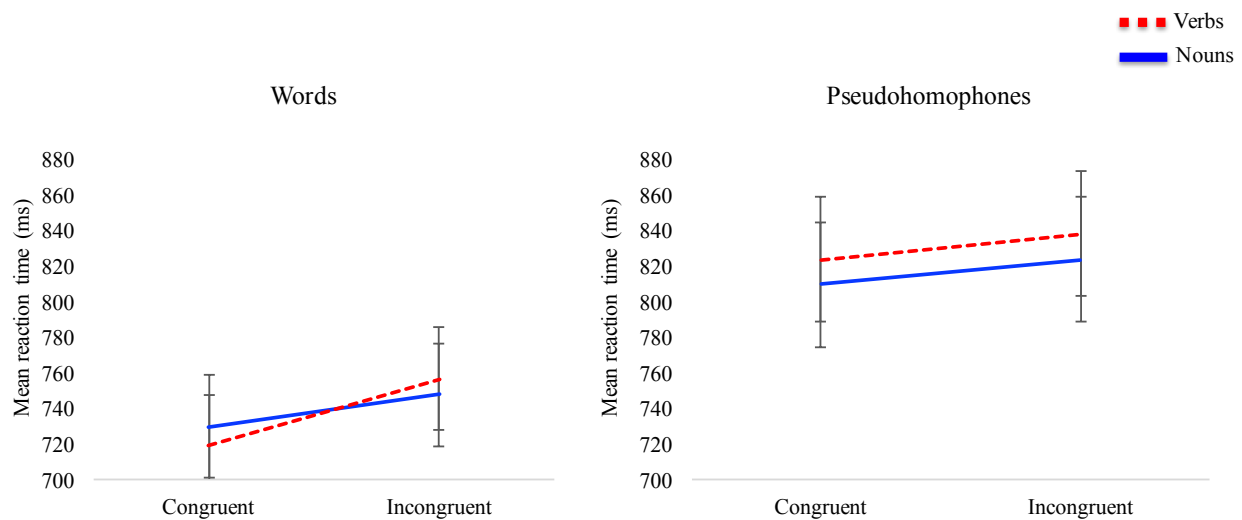 Verbs
Nouns
Words
Mean reaction time (ms)
880
860
840
820
800
780
760
740
720
700
Congruent Incongruent
Pseudohomophones
Mean reaction time (ms)
880
860
840
820
800
780
760
740
720
700
Congruent Incongruent